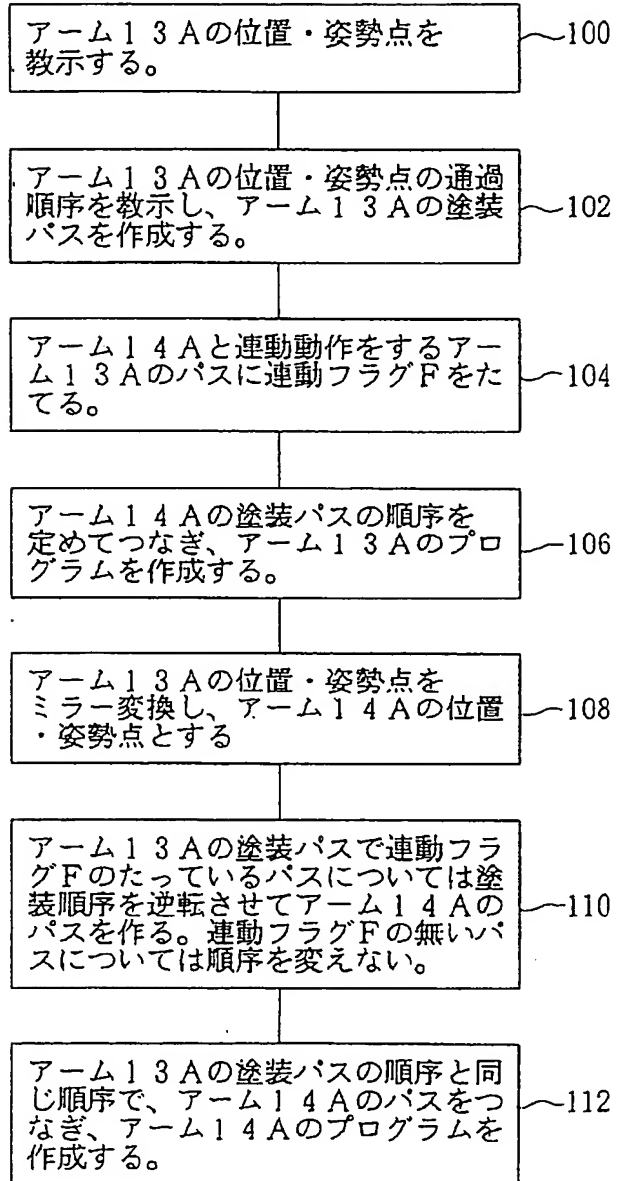 アーム13Aの位置・姿勢点を
教示する。
~100
アーム13Aの位置・姿勢点の通過
順序を教示し、アーム13Aの塗装
パスを作成する。
~102
アーム14Aと連動動作をするアー
ム13Aのパスに連動フラグFをた
てる。
~104
アーム14Aの塗装パスの順序を
定めてつなぎ、アーム13Aのプロ
グラムを作成する。
~106
アーム13Aの位置・姿勢点を
ミラー変換し、アーム14Aの位置
・姿勢点とする
~108
アーム13Aの塗装パスで連動フラ
グFのたっているパスについては塗
装順序を逆転させてアーム14Aの
パスを作る。連動フラグFの無いパ
スについては順序を変えない。
~110
アーム13Aの塗装パスの順序と同
じ順序で、アーム14Aのパスをつ
なぎ、アーム14Aのプログラムを
作成する。
~112